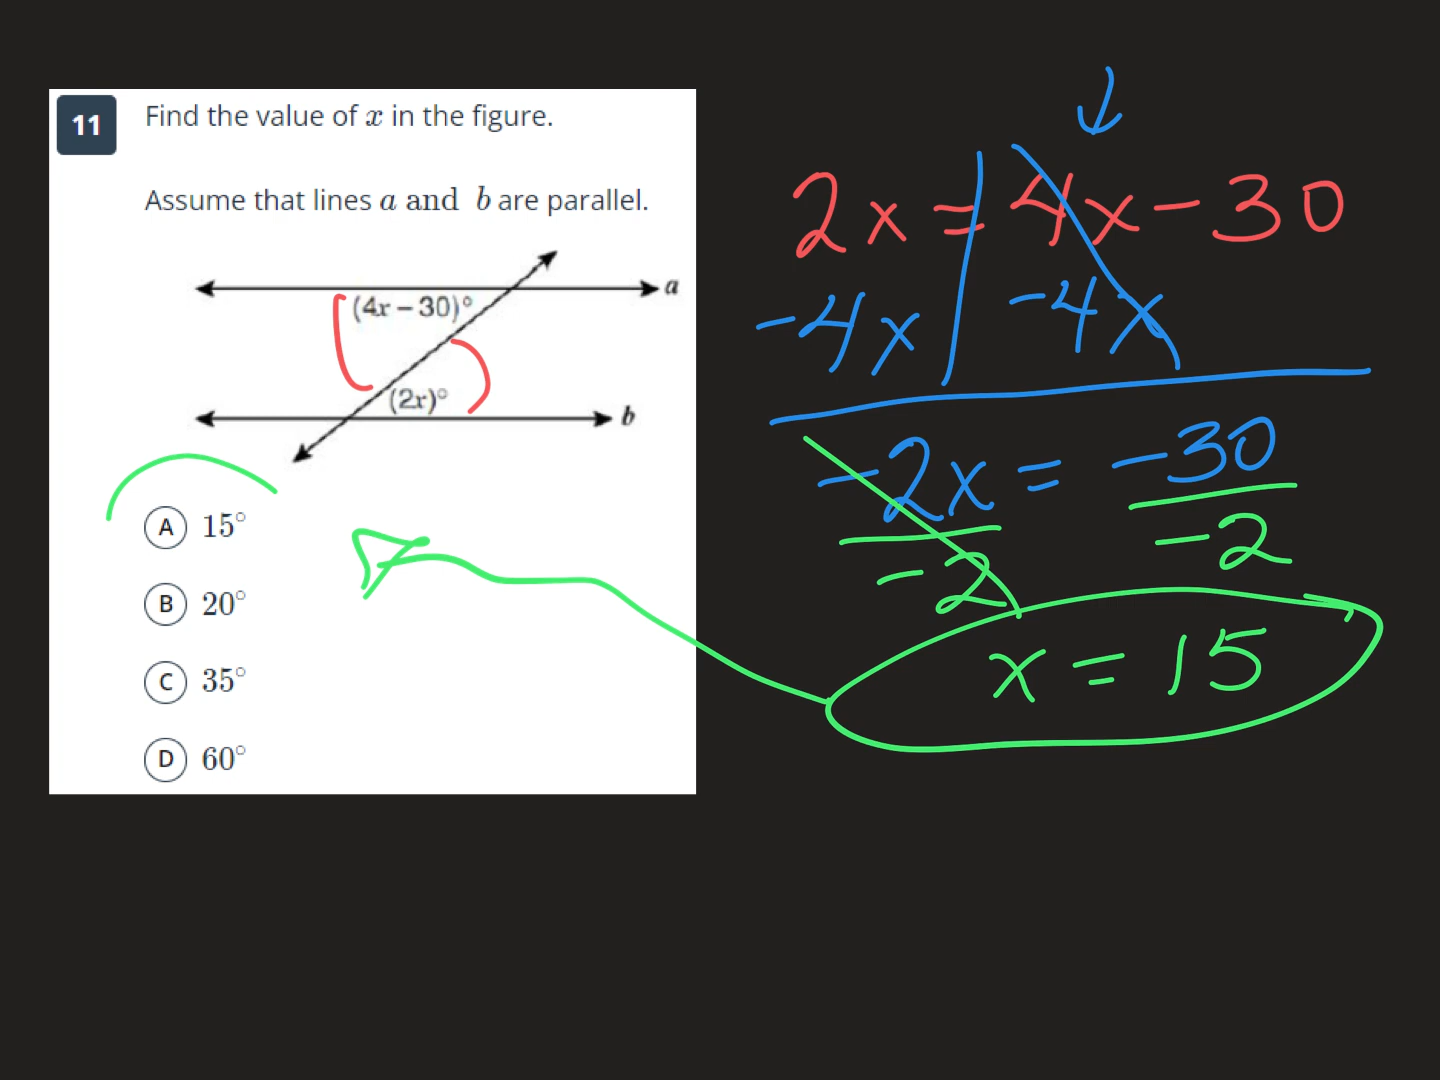 11 Find the value of x in the figure.
Assume that lines a and b are parallel.
(4x – 30)° a
(2x)° b
A 15°
B 20°
C 35°
D 60°
2x = 4x - 30
-4x -4x
-2x = -30
-2 -2
x = 15